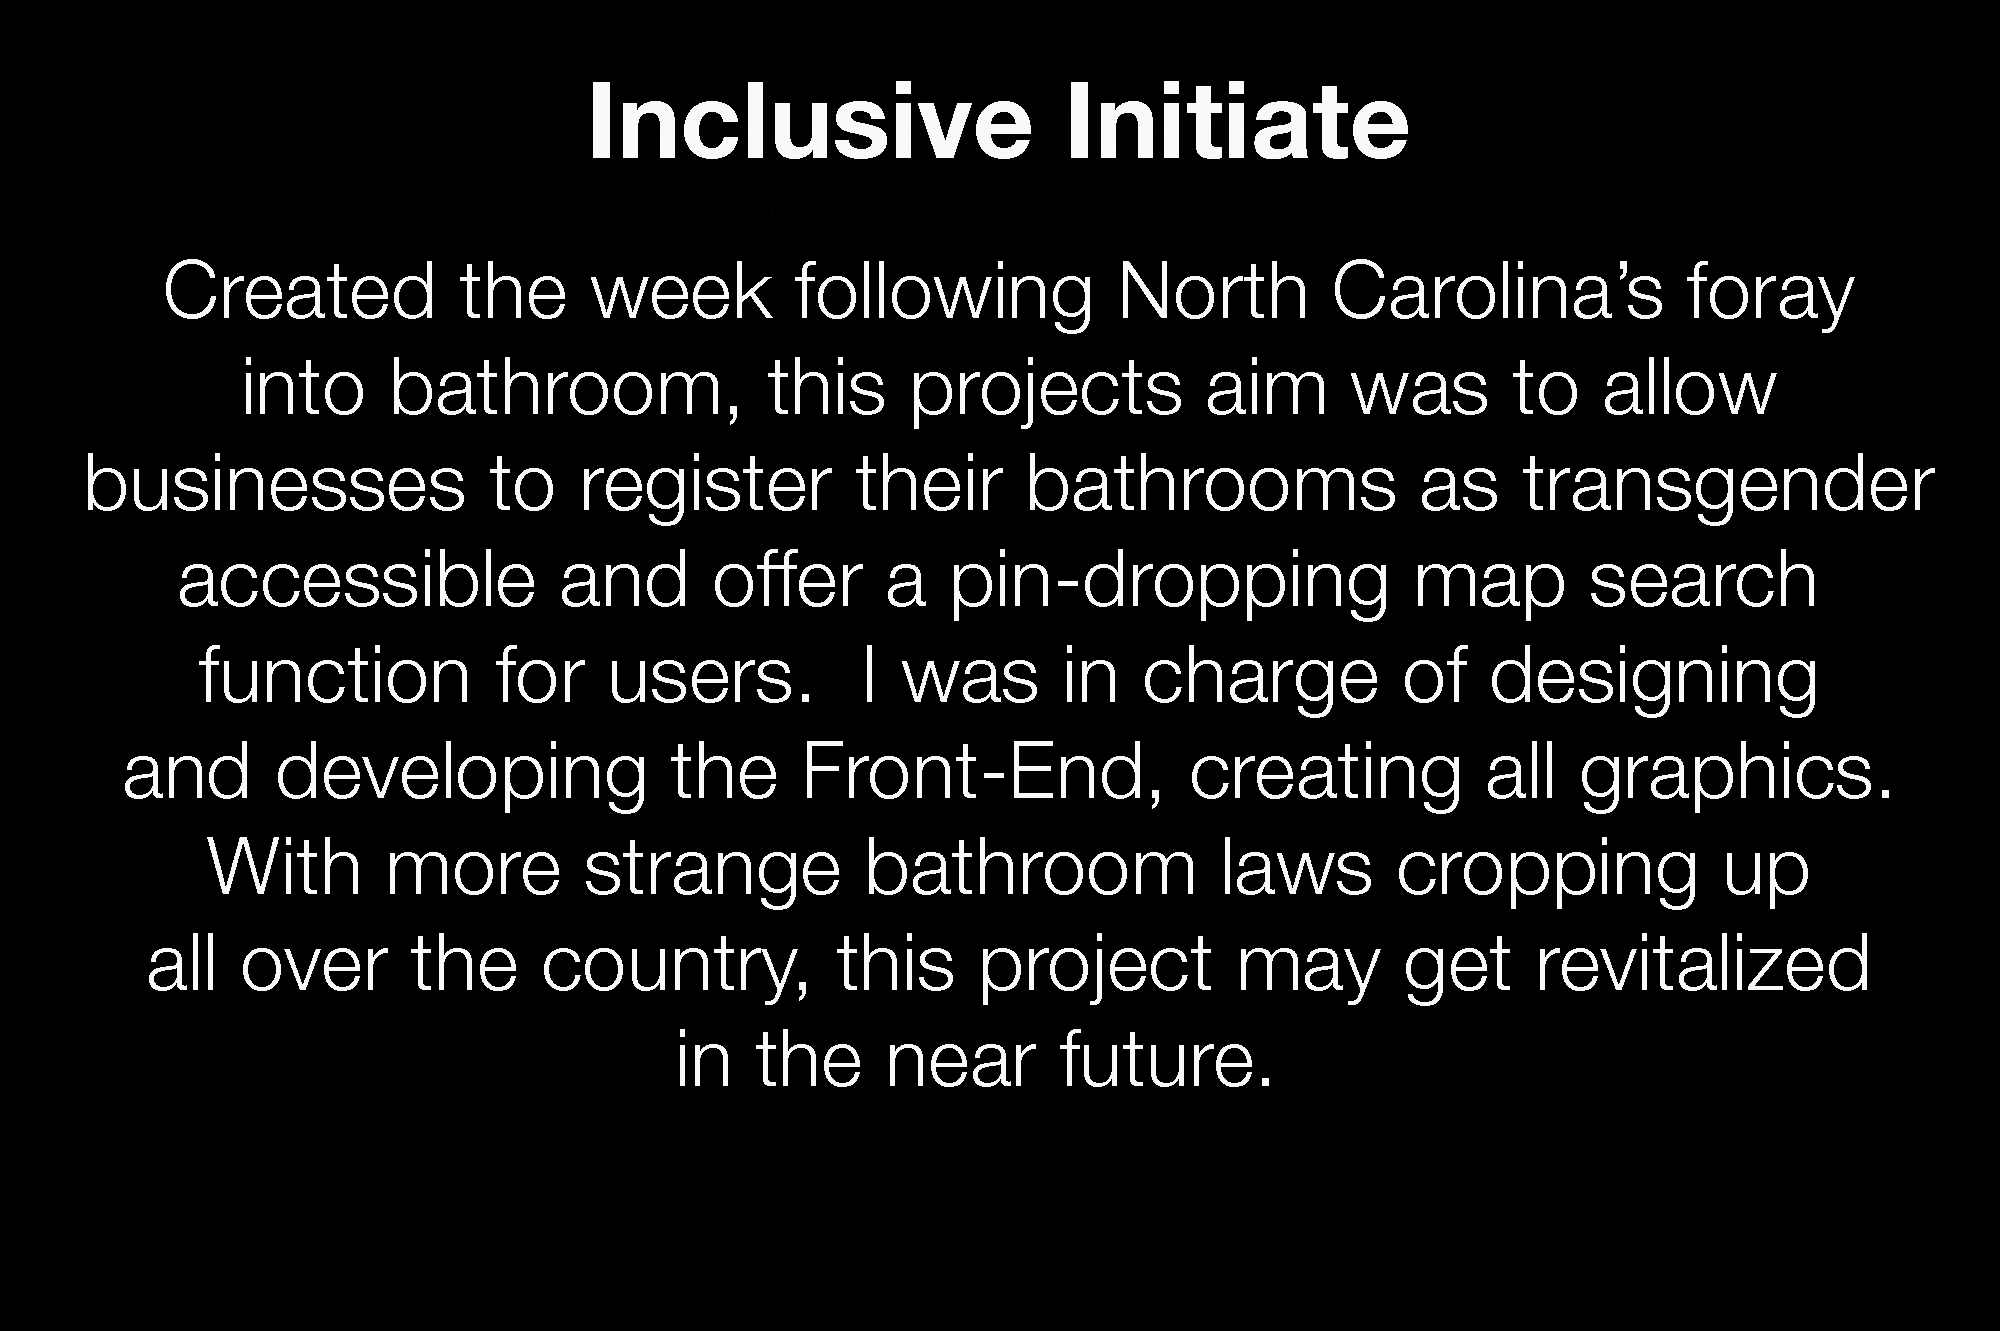 Inclusive Initiate
Created the week following North Carolina’s foray
into bathroom, this projects aim was to allow
businesses to register their bathrooms as transgender
accessible and offer a pin-dropping map search
function for users.  I was in charge of designing
and developing the Front-End, creating all graphics.
With more strange bathroom laws cropping up
all over the country, this project may get revitalized
in the near future.